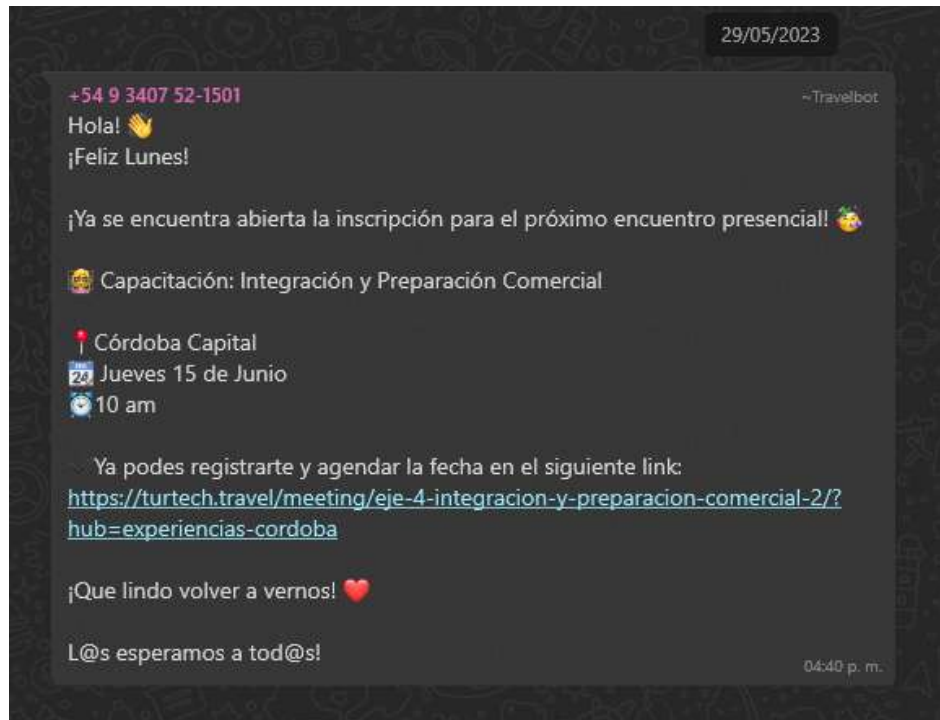 29/05/2023
+54 9 3407 52-1501 ~Travelbot
Hola! 👋
¡Feliz Lunes!
¡Ya se encuentra abierta la inscripción para el próximo encuentro presencial! 🥳
👩‍🏫 Capacitación: Integración y Preparación Comercial
📍Córdoba Capital
📆 Jueves 15 de Junio
⏰10 am
Ya podes registrarte y agendar la fecha en el siguiente link:
https://turtech.travel/meeting/eje-4-integracion-y-preparacion-comercial-2/?
hub=experiencias-cordoba
¡Que lindo volver a vernos! ❤️
L@s esperamos a tod@s!
04:40 p. m.